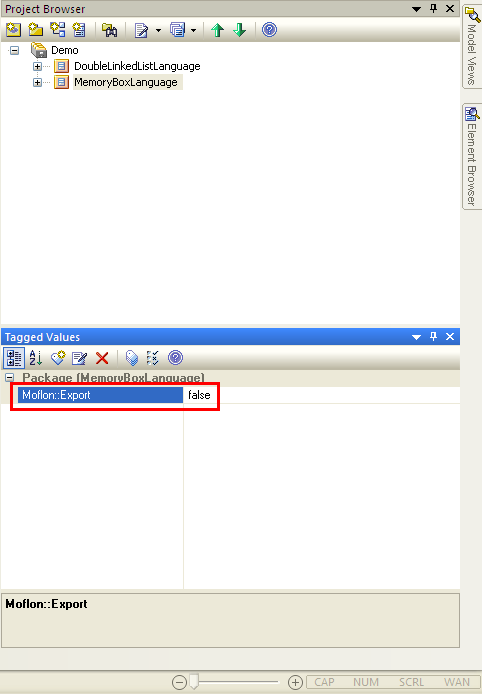 Project Browser
Demo
DoubleLinkedListLanguage
MemoryBoxLanguage
Model Views
Element Browser
Tagged Values
Package (MemoryBoxLanguage)
Moflon::Export false
Moflon::Export
CAP NUM SCRL WAN